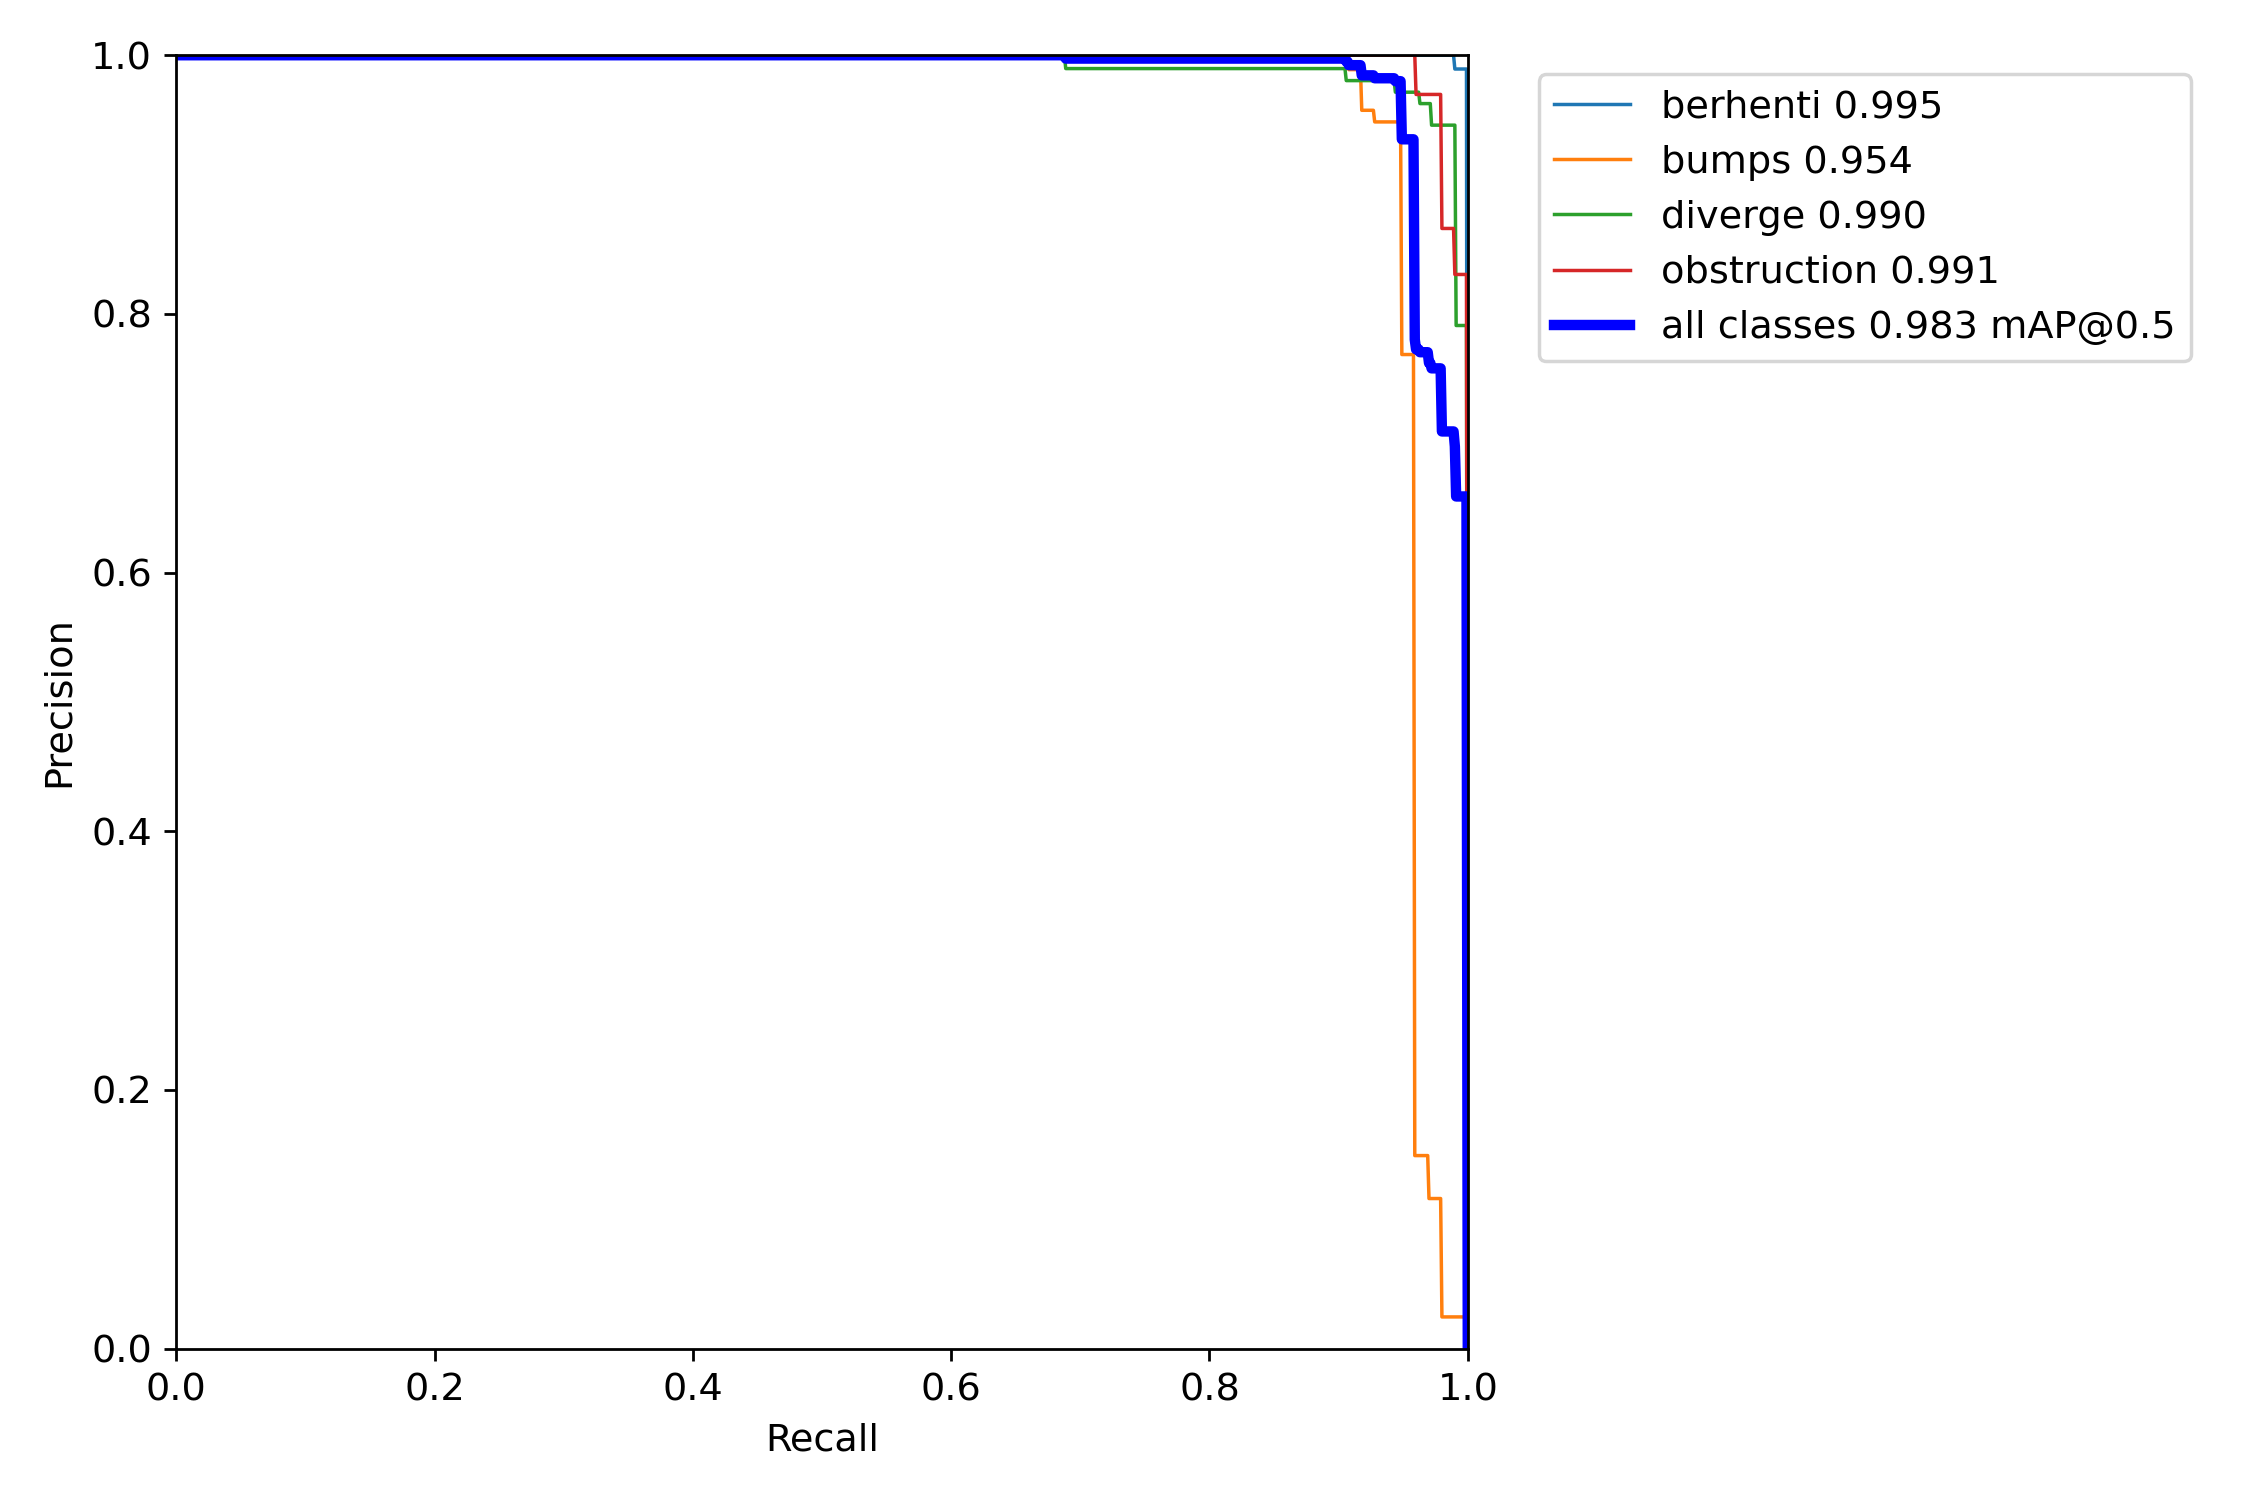 1.0
0.8
0.6
0.4
0.2
0.0
0.0 0.2 0.4 0.6 0.8 1.0
Precision
Recall
berhenti 0.995
bumps 0.954
diverge 0.990
obstruction 0.991
all classes 0.983 mAP@0.5